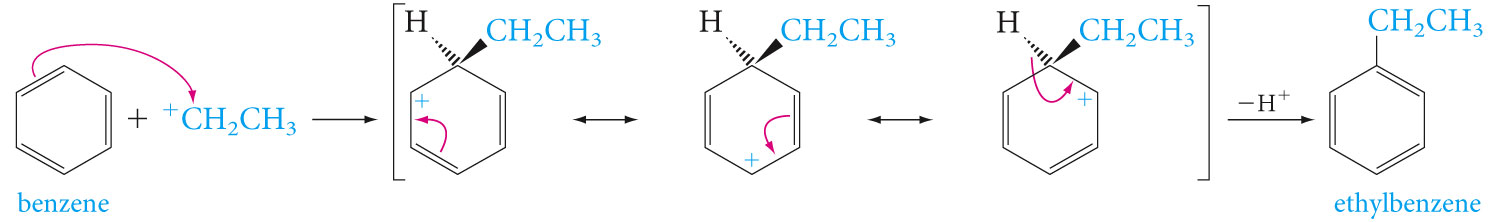 H CH₂CH₃ H CH₂CH₃ H CH₂CH₃ CH₂CH₃
+ ⁺CH₂CH₃ + + + −H⁺
benzene ethylbenzene